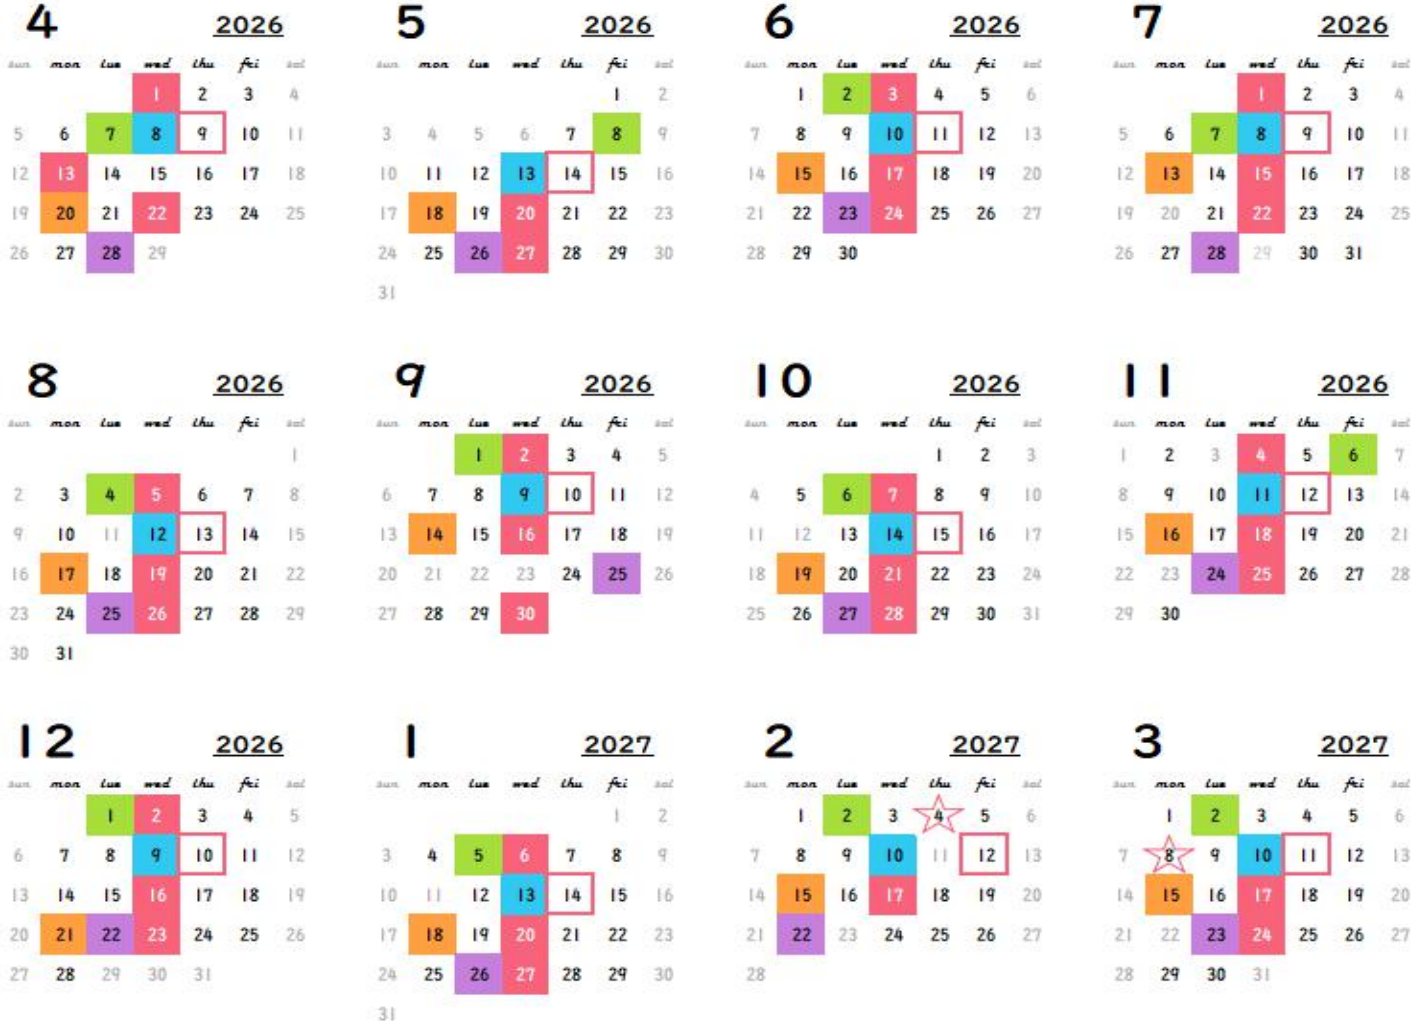 4 2026 5 2026 6 2026 7 2026
sun mon tue wed thu fri sat sun mon tue wed thu fri sat sun mon tue wed thu fri sat sun mon tue wed thu fri sat
1 2 3 4 1 2 1 2 3 4 5 6 1 2 3 4
5 6 7 8 9 10 11 3 4 5 6 7 8 9 7 8 9 10 11 12 13 5 6 7 8 9 10 11
12 13 14 15 16 17 18 10 11 12 13 14 15 16 14 15 16 17 18 19 20 12 13 14 15 16 17 18
19 20 21 22 23 24 25 17 18 19 20 21 22 23 21 22 23 24 25 26 27 19 20 21 22 23 24 25
26 27 28 29 24 25 26 27 28 29 30 28 29 30 26 27 28 29 30 31
31
8 2026 9 2026 10 2026 11 2026
sun mon tue wed thu fri sat sun mon tue wed thu fri sat sun mon tue wed thu fri sat sun mon tue wed thu fri sat
1 1 2 3 4 5 1 2 3 1 2 3 4 5 6 7
2 3 4 5 6 7 8 6 7 8 9 10 11 12 4 5 6 7 8 9 10 8 9 10 11 12 13 14
9 10 11 12 13 14 15 13 14 15 16 17 18 19 11 12 13 14 15 16 17 15 16 17 18 19 20 21
16 17 18 19 20 21 22 20 21 22 23 24 25 26 18 19 20 21 22 23 24 22 23 24 25 26 27 28
23 24 25 26 27 28 29 27 28 29 30 25 26 27 28 29 30 31 29 30
30 31
12 2026 1 2027 2 2027 3 2027
sun mon tue wed thu fri sat sun mon tue wed thu fri sat sun mon tue wed thu fri sat sun mon tue wed thu fri sat
1 2 3 4 5 1 2 1 2 3 4 5 6 1 2 3 4 5 6
6 7 8 9 10 11 12 3 4 5 6 7 8 9 7 8 9 10 11 12 13 7 8 9 10 11 12 13
13 14 15 16 17 18 19 10 11 12 13 14 15 16 14 15 16 17 18 19 20 14 15 16 17 18 19 20
20 21 22 23 24 25 26 17 18 19 20 21 22 23 21 22 23 24 25 26 27 21 22 23 24 25 26 27
27 28 29 30 31 24 25 26 27 28 29 30 28 28 29 30 31
31